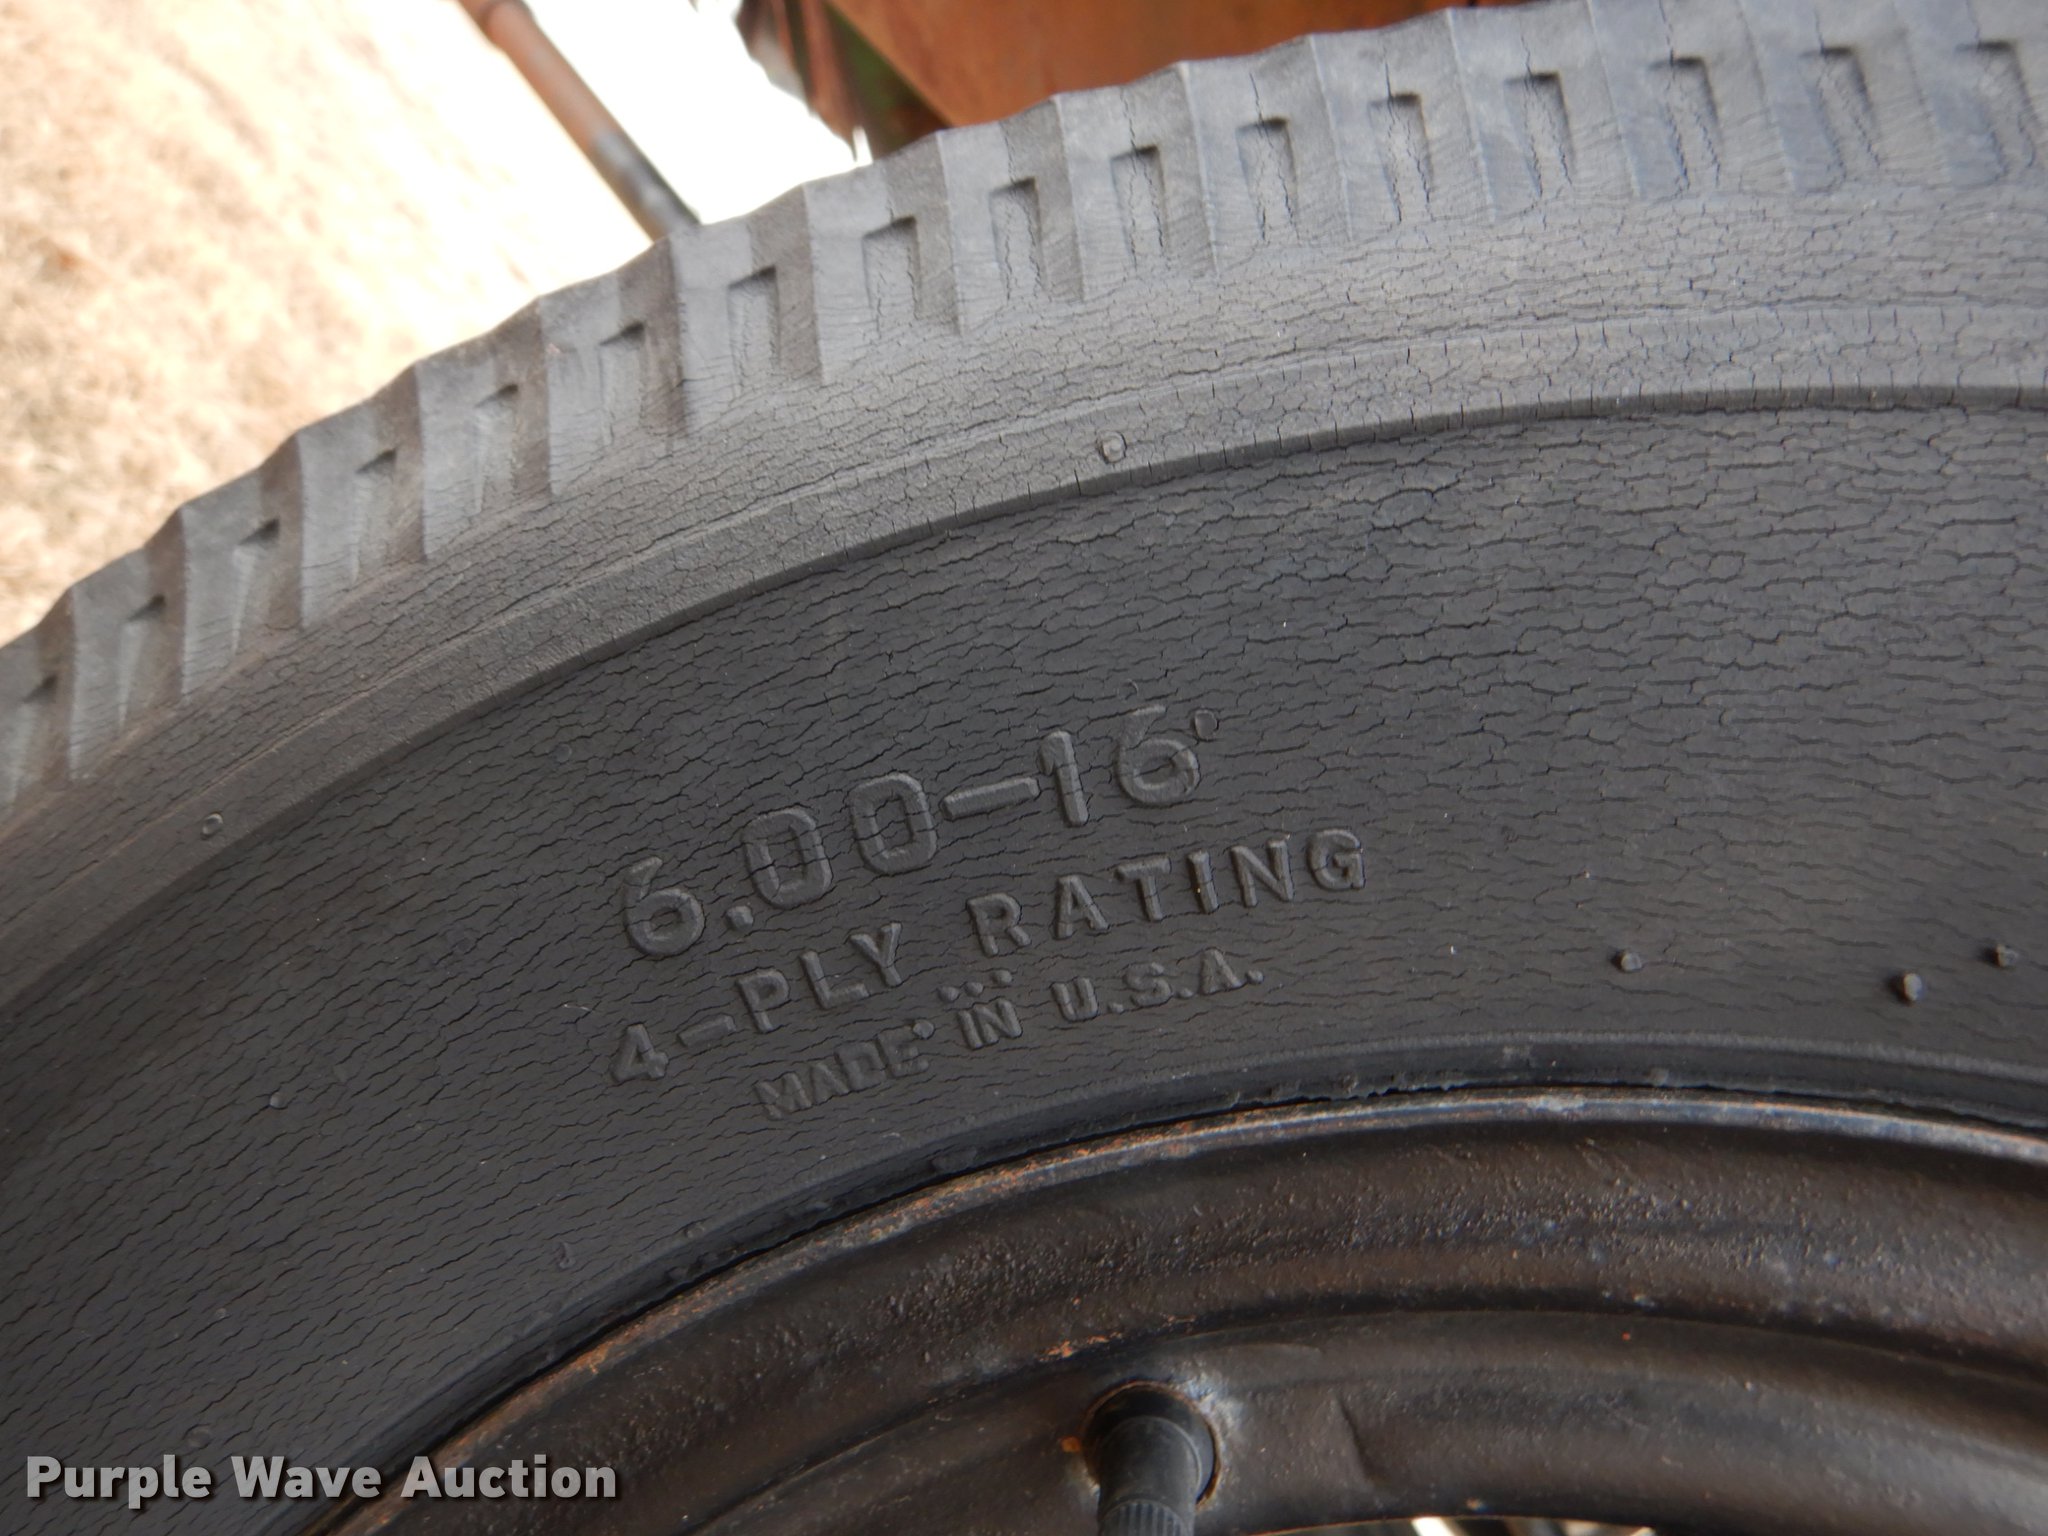 6.00-16
4-PLY RATING
MADE IN U.S.A.
Purple Wave Auction